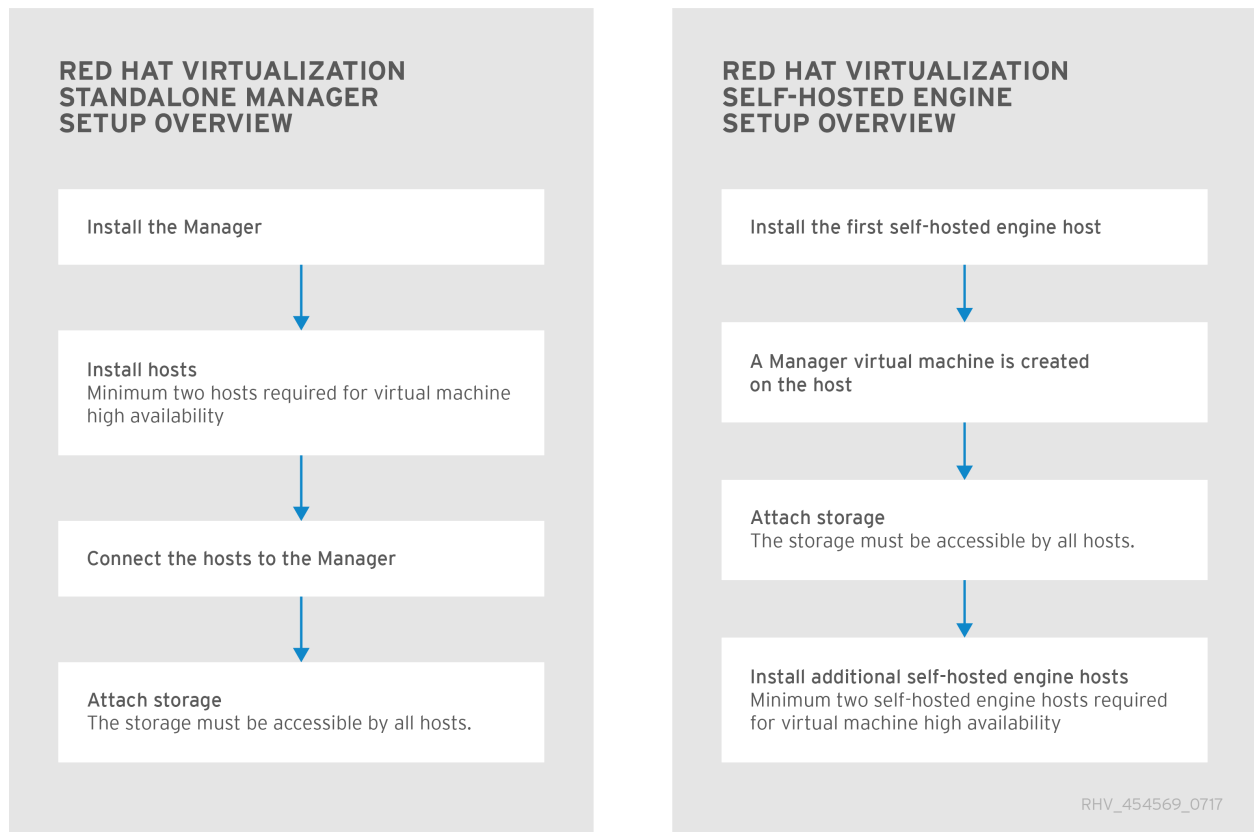 RED HAT VIRTUALIZATION
STANDALONE MANAGER
SETUP OVERVIEW
Install the Manager
Install hosts
Minimum two hosts required for virtual machine
high availability
Connect the hosts to the Manager
Attach storage
The storage must be accessible by all hosts.
RED HAT VIRTUALIZATION
SELF-HOSTED ENGINE
SETUP OVERVIEW
Install the first self-hosted engine host
A Manager virtual machine is created
on the host
Attach storage
The storage must be accessible by all hosts.
Install additional self-hosted engine hosts
Minimum two self-hosted engine hosts required
for virtual machine high availability
RHV_454569_0717